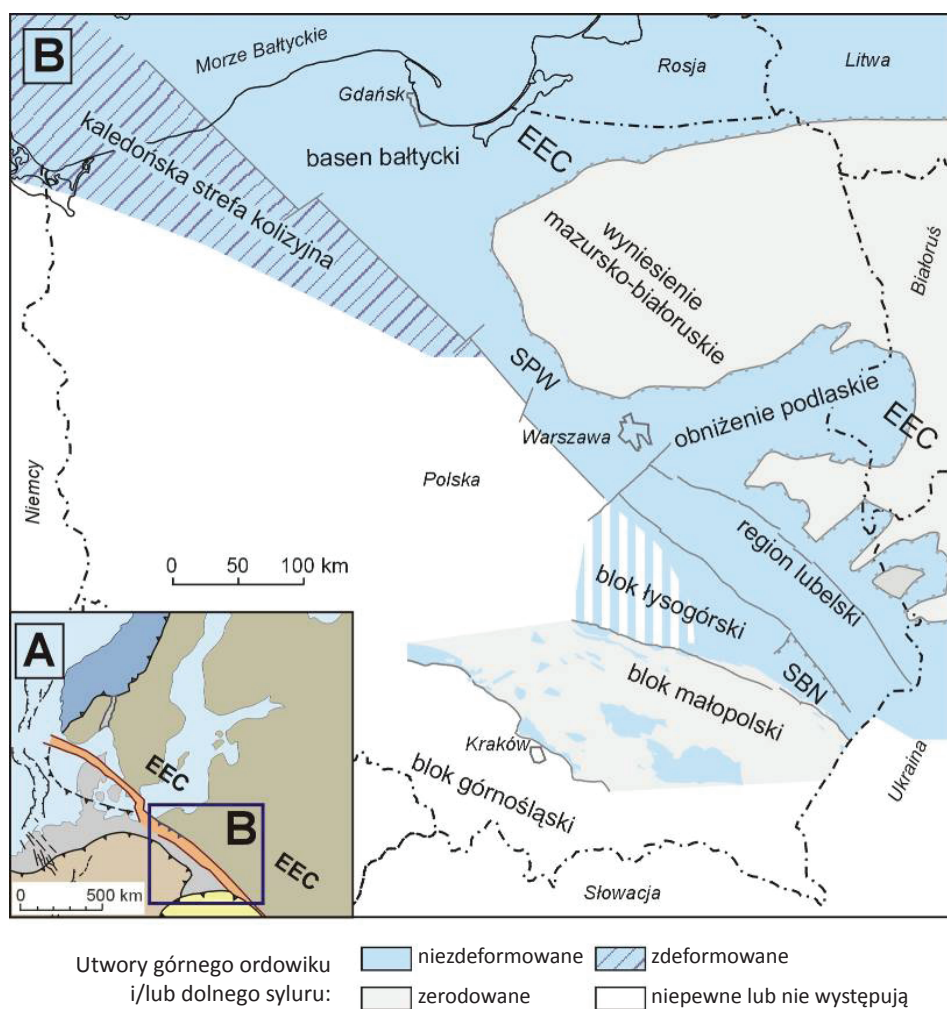 B
Morze Bałtyckie
Rosja
Litwa
Gdańsk
EEC
basen bałtycki
kaledońska strefa kolizyjna
wyniesienie
mazursko-białoruskie
Białoruś
SPW
obniżenie podlaskie
EEC
Warszawa
Niemcy
Polska
0 50 100 km
region lubelski
blok łysogórski
SBN
blok małopolski
Kraków
blok górnośląski
Ukraina
Słowacja
A
EEC
B
EEC
0 500 km
Utwory górnego ordowiku
i/lub dolnego syluru:
niezdeformowane
zdeformowane
zerodowane
niepewne lub nie występują